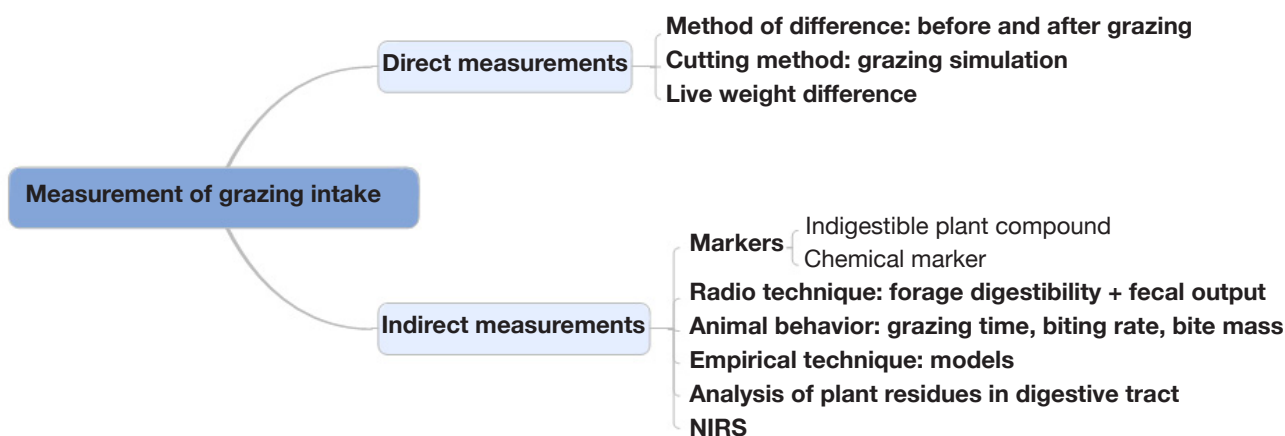 Measurement of grazing intake
Direct measurements
Method of difference: before and after grazing
Cutting method: grazing simulation
Live weight difference
Indirect measurements
Markers
Indigestible plant compound
Chemical marker
Radio technique: forage digestibility + fecal output
Animal behavior: grazing time, biting rate, bite mass
Empirical technique: models
Analysis of plant residues in digestive tract
NIRS